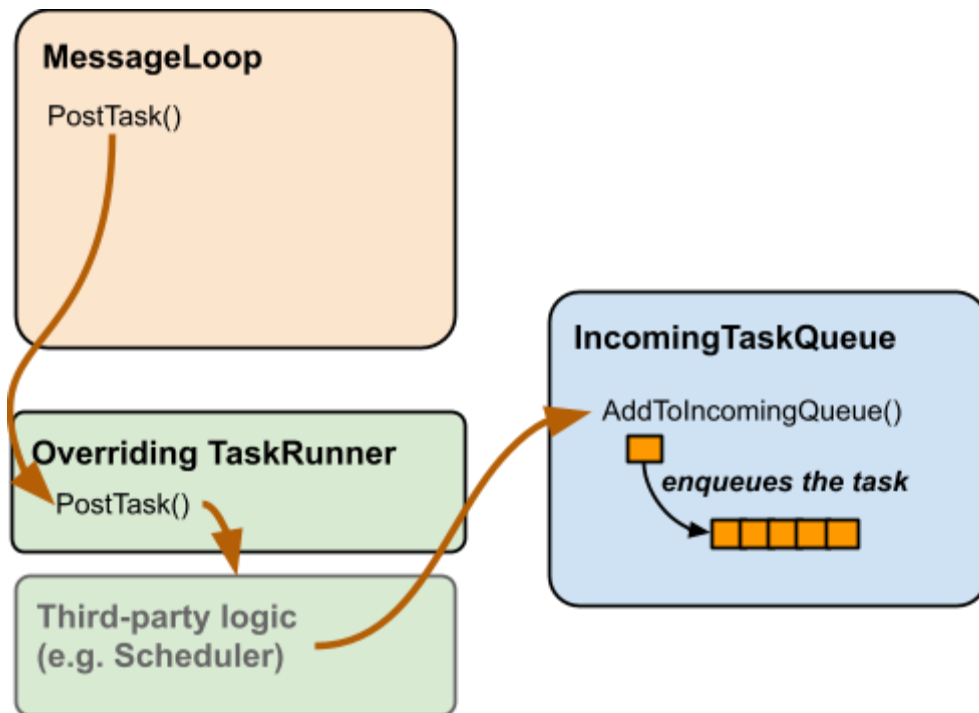 MessageLoop
PostTask()
Overriding TaskRunner
PostTask()
Third-party logic
(e.g. Scheduler)
IncomingTaskQueue
AddToIncomingQueue()
enqueues the task